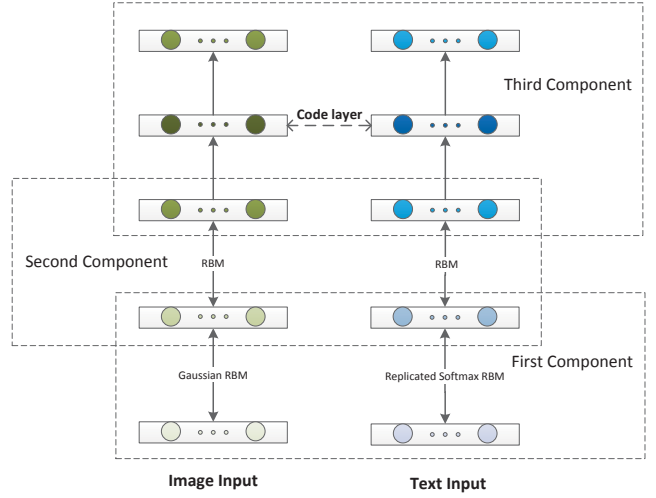 Third Component
Code layer
Second Component
RBM
RBM
First Component
Gaussian RBM
Replicated Softmax RBM
Image Input
Text Input